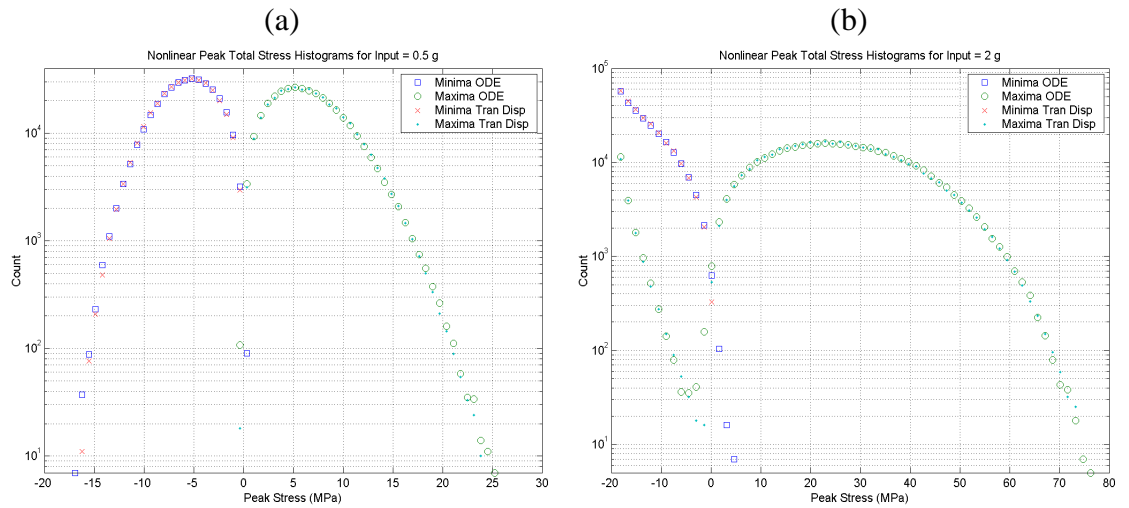 (a)
Nonlinear Peak Total Stress Histograms for Input = 0.5 g
Minima ODE
Maxima ODE
Minima Tran Disp
Maxima Tran Disp
10^4
10^3
10^2
10^1
Count
-20 -15 -10 -5 0 5 10 15 20 25 30
Peak Stress (MPa)
(b)
Nonlinear Peak Total Stress Histograms for Input = 2 g
Minima ODE
Maxima ODE
Minima Tran Disp
Maxima Tran Disp
10^5
10^4
10^3
10^2
10^1
Count
-20 -10 0 10 20 30 40 50 60 70 80
Peak Stress (MPa)